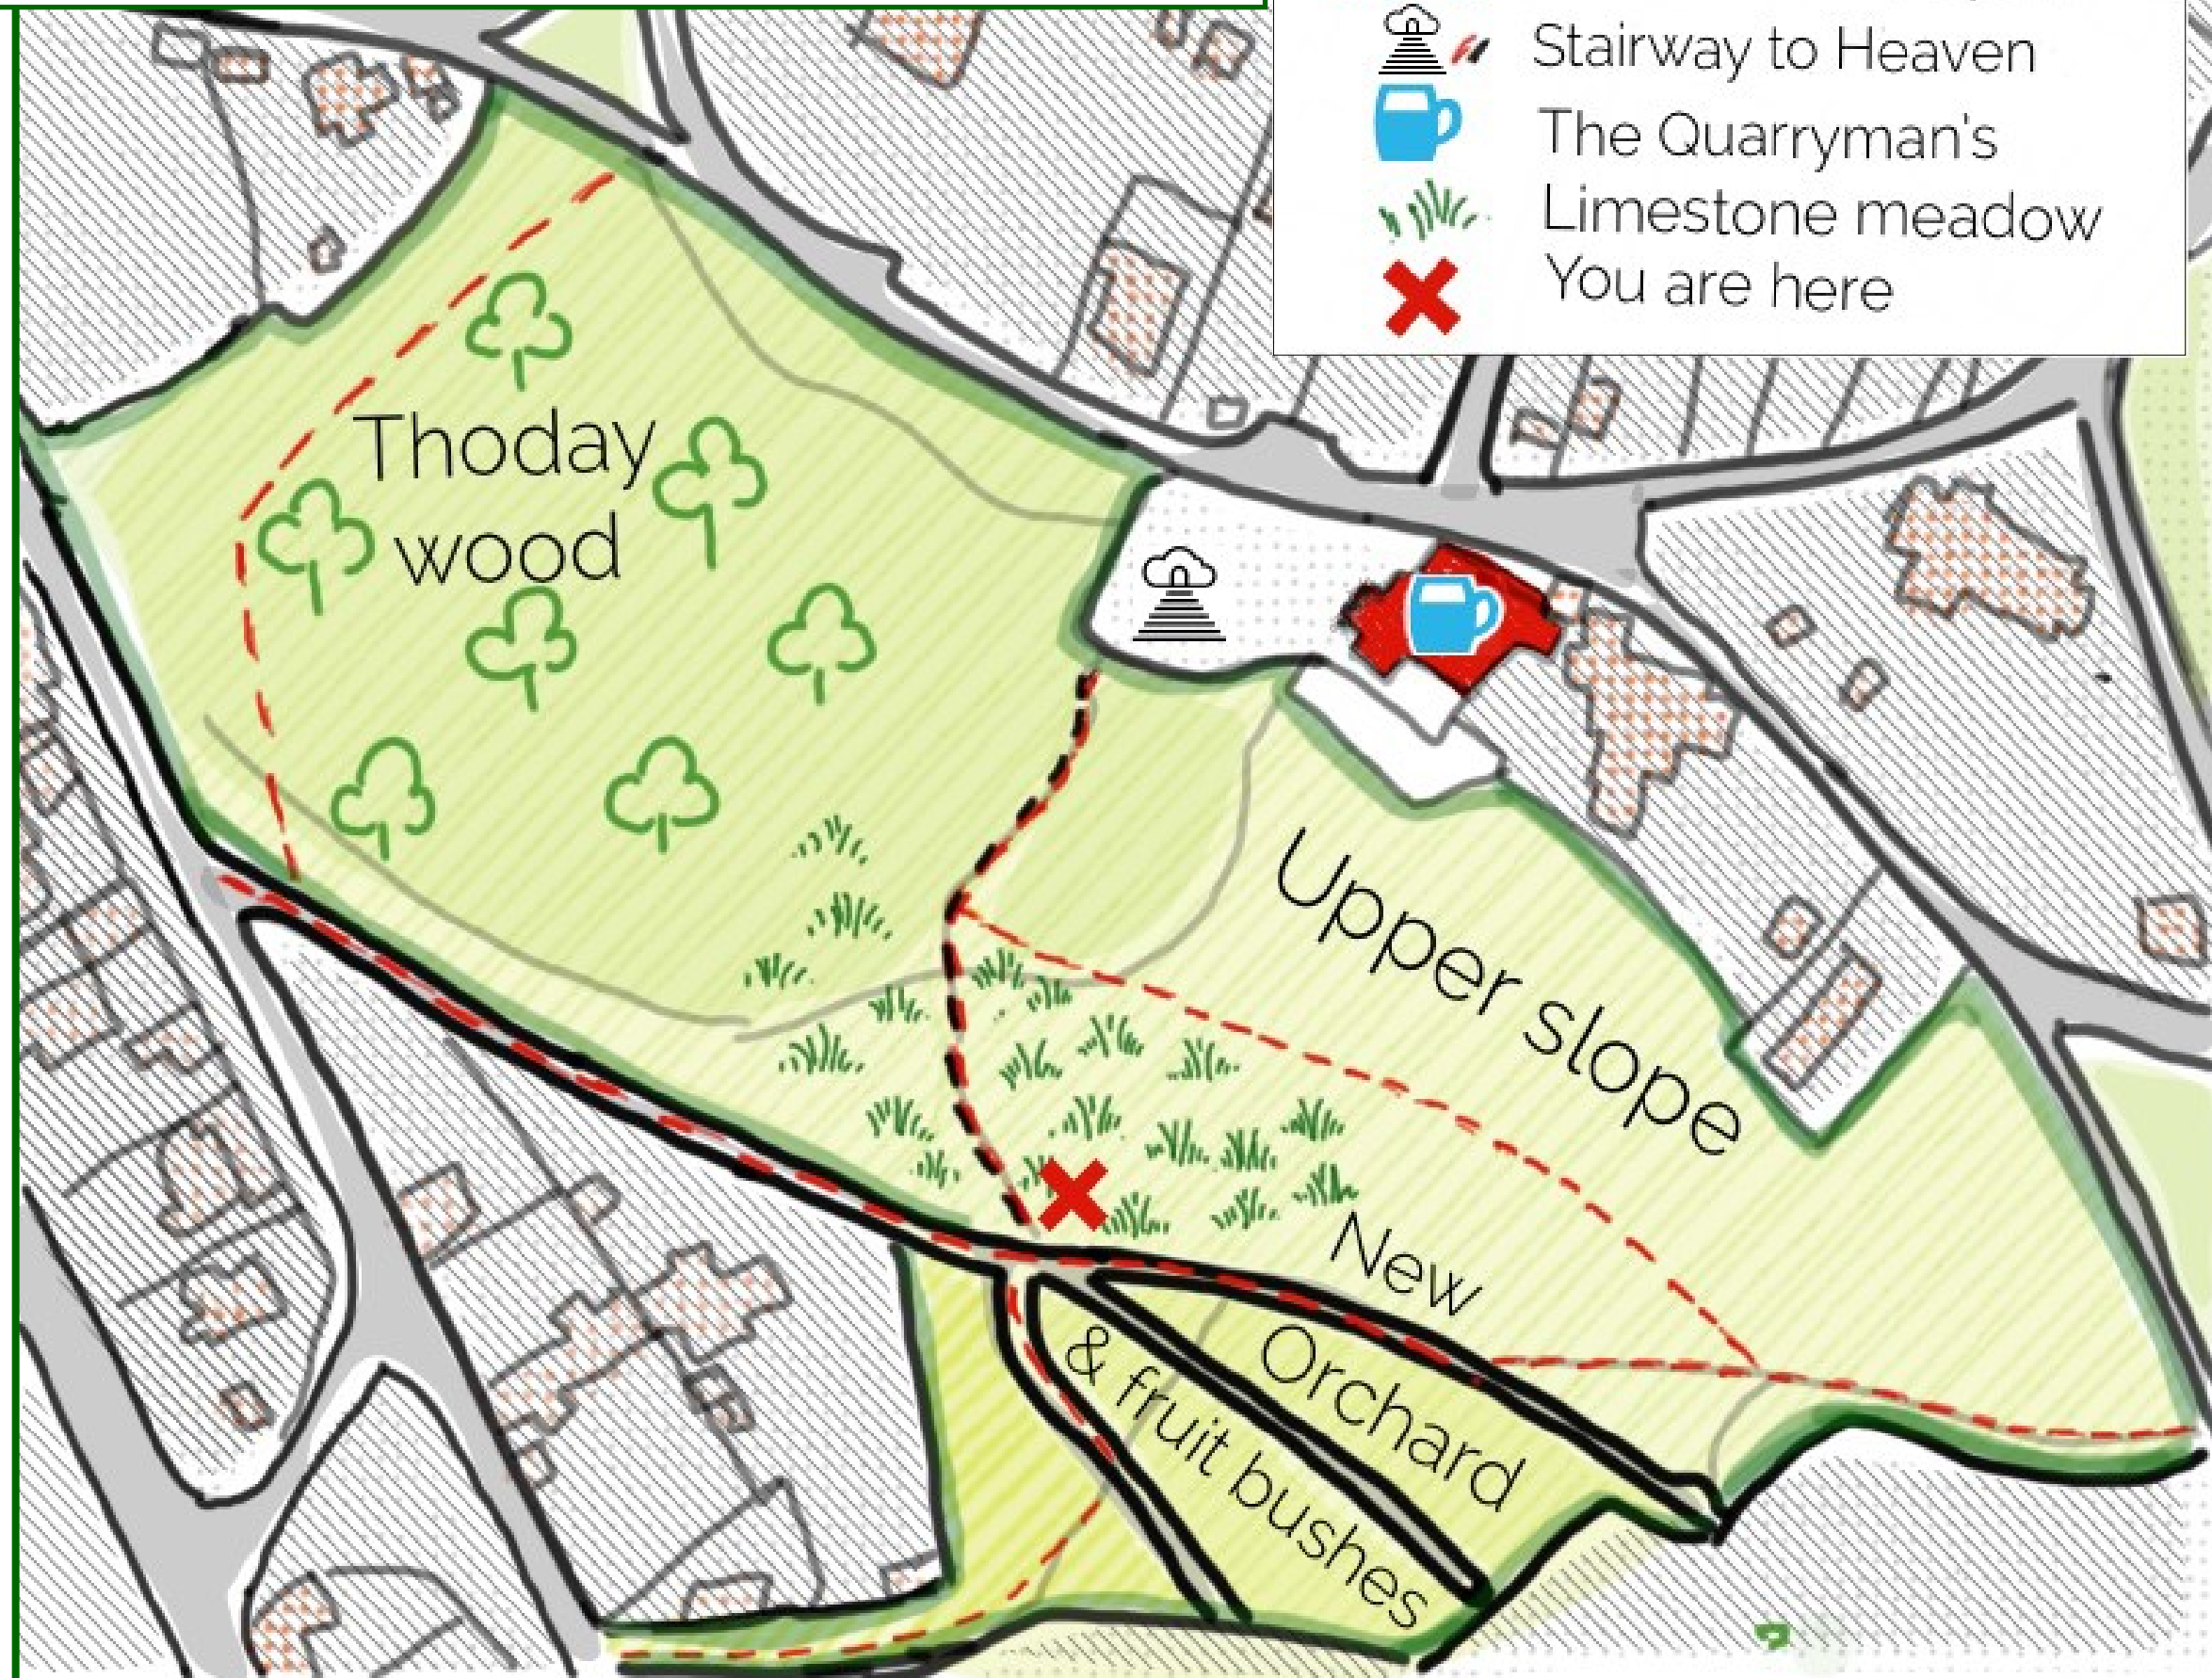 Stairway to Heaven
The Quarryman's
Limestone meadow
You are here
Thoday
wood
Upper slope
New
Orchard
& fruit bushes